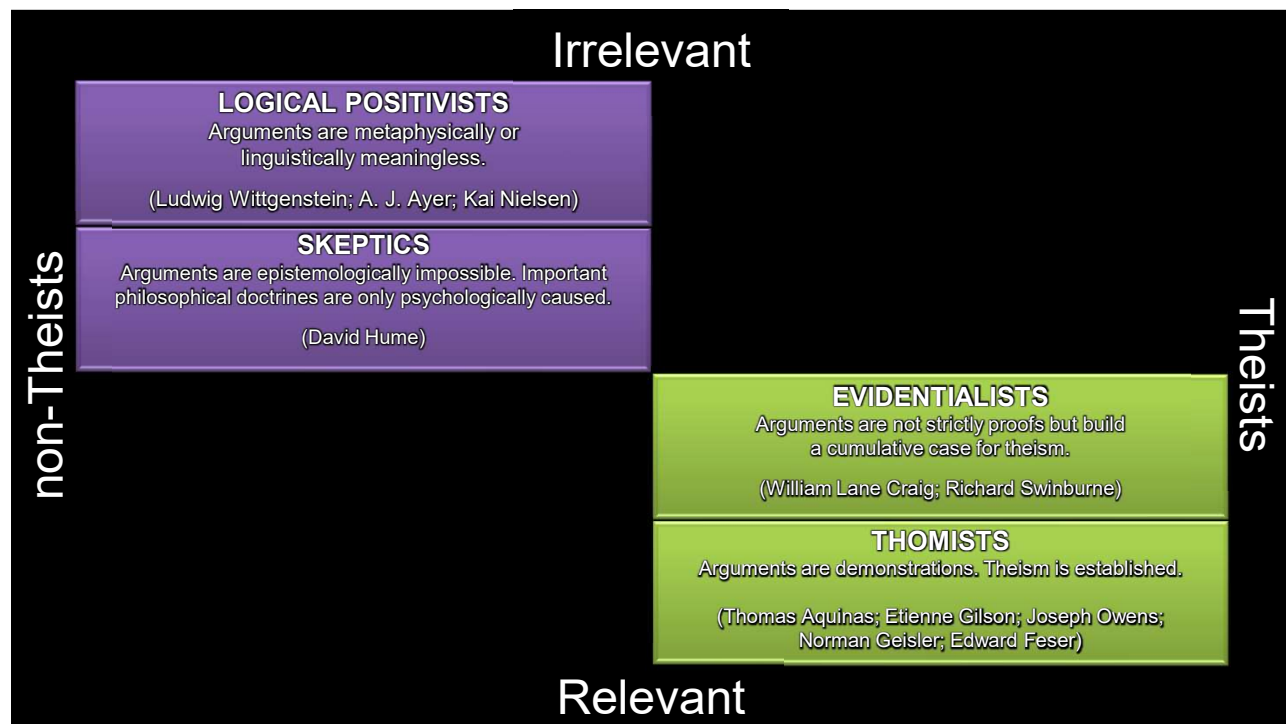 Irrelevant
LOGICAL POSITIVISTS
Arguments are metaphysically or
linguistically meaningless.
(Ludwig Wittgenstein; A. J. Ayer; Kai Nielsen)
SKEPTICS
Arguments are epistemologically impossible. Important
philosophical doctrines are only psychologically caused.
(David Hume)
non-Theists
Theists
EVIDENTIALISTS
Arguments are not strictly proofs but build
a cumulative case for theism.
(William Lane Craig; Richard Swinburne)
THOMISTS
Arguments are demonstrations. Theism is established.
(Thomas Aquinas; Etienne Gilson; Joseph Owens;
Norman Geisler; Edward Feser)
Relevant